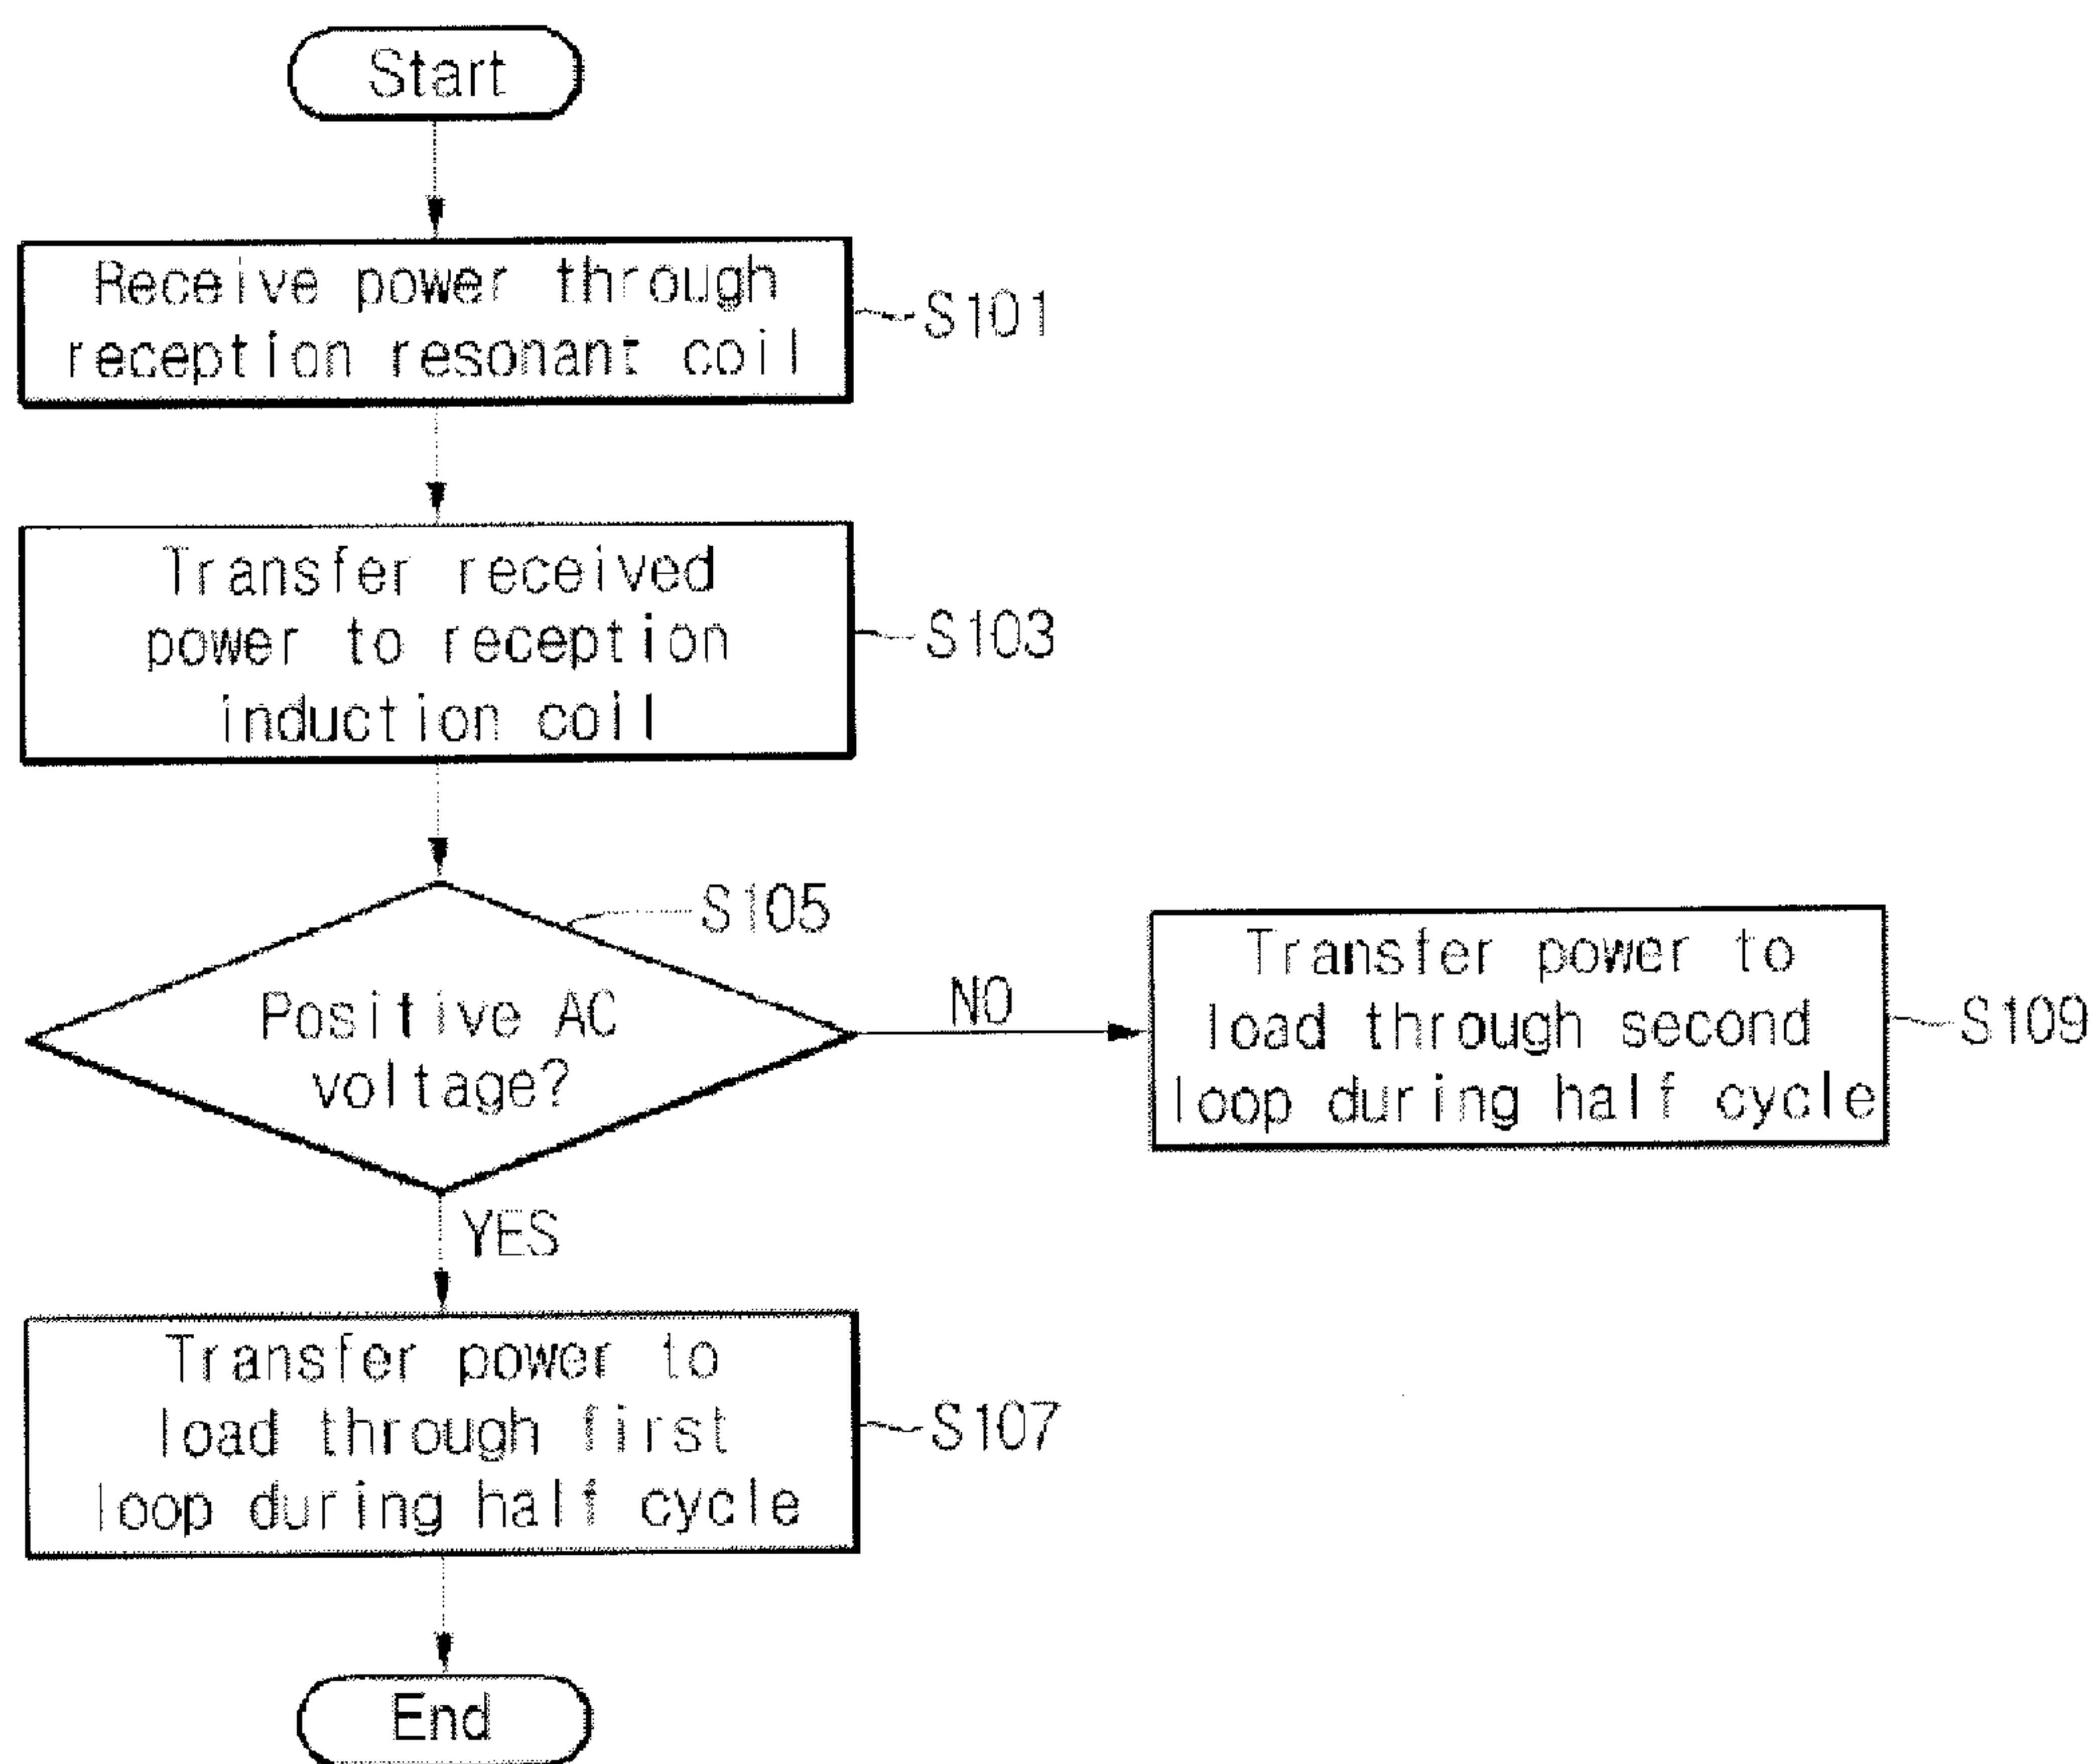 Start
Receive power through
reception resonant coil
S101
Transfer received
power to reception
induction coil
S103
S105
Positive AC
voltage?
NO
Transfer power to
load through second
loop during half cycle
S109
YES
Transfer power to
load through first
loop during half cycle
S107
End